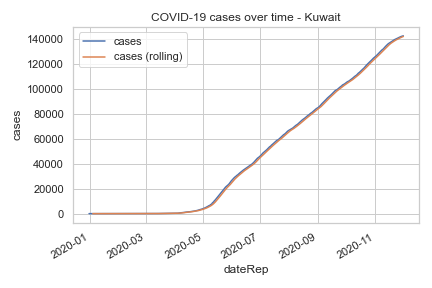 COVID-19 cases over time - Kuwait
cases
cases (rolling)
140000
120000
100000
80000
60000
40000
20000
0
cases
2020-01
2020-03
2020-05
2020-07
2020-09
2020-11
dateRep